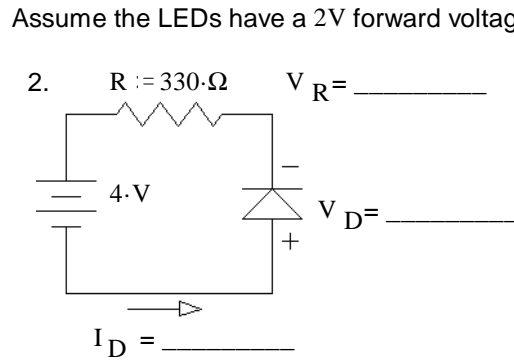 Assume the LEDs have a 2V forward voltag
2. R := 330·Ω V R = _________
4·V
−
V D = _________
+
I D = _________